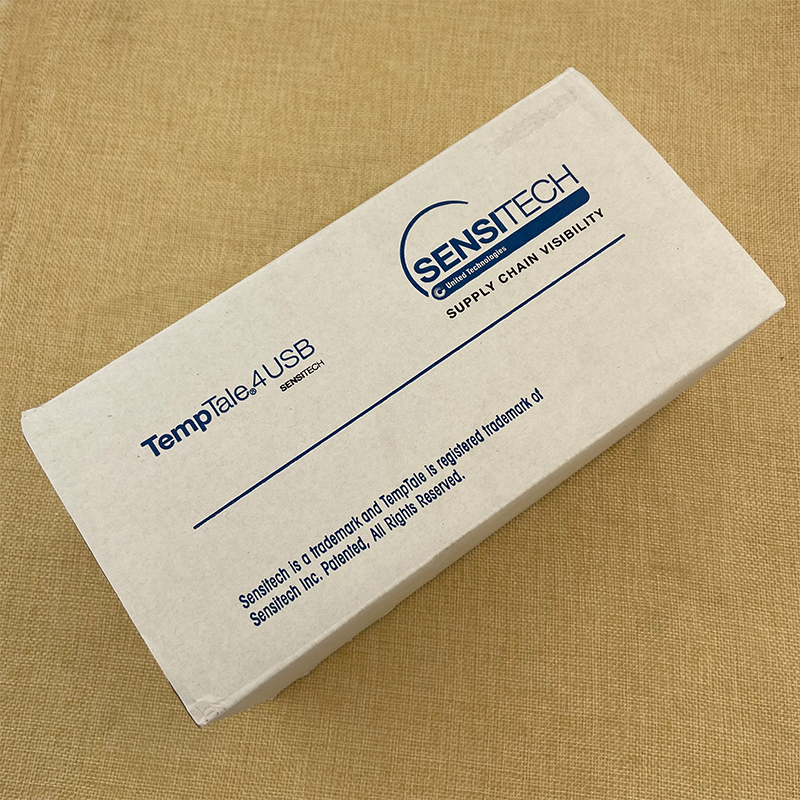 SENSITECH
United Technologies
SUPPLY CHAIN VISIBILITY
TempTale®4USB
SENSITECH
Sensitech is a trademark and TempTale is registered trademark of
Sensitech Inc. Patented, All Rights Reserved.